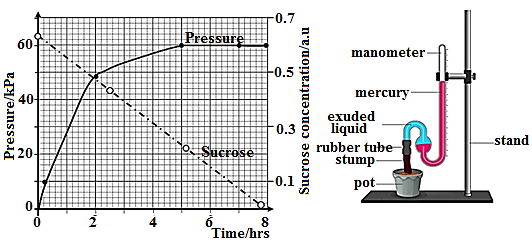 Pressure/kPa
60
40
20
0
0
2
4
6
8
Time/hrs
0.7
0.5
0.3
0.1
Sucrose concentration/a.u
Pressure
Sucrose
manometer
mercury
exuded
liquid
rubber tube
stump
pot
stand